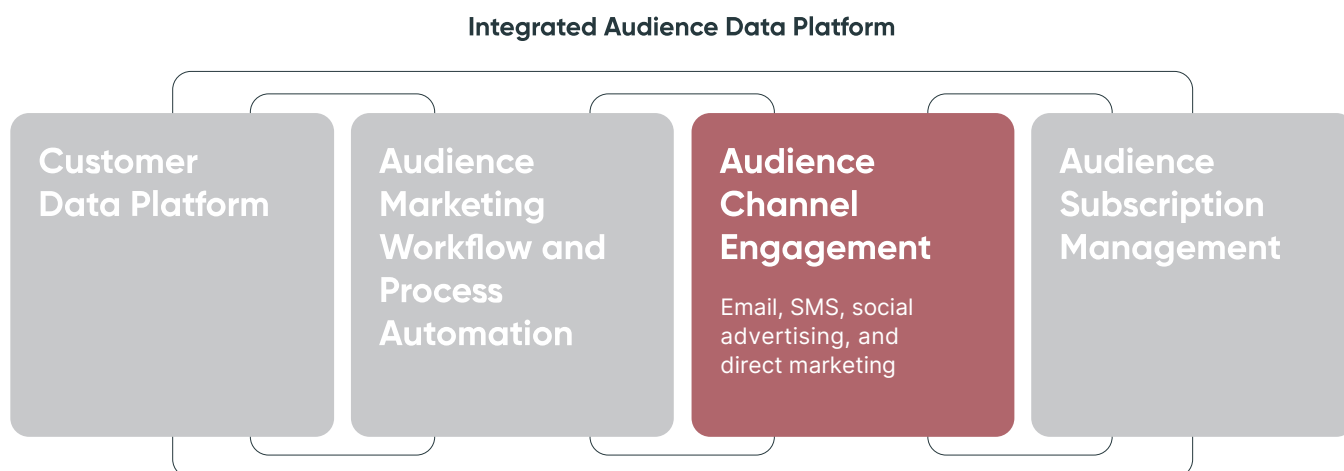 Integrated Audience Data Platform
Customer
Data Platform
Audience
Marketing
Workflow and
Process
Automation
Audience
Channel
Engagement
Email, SMS, social
advertising, and
direct marketing
Audience
Subscription
Management